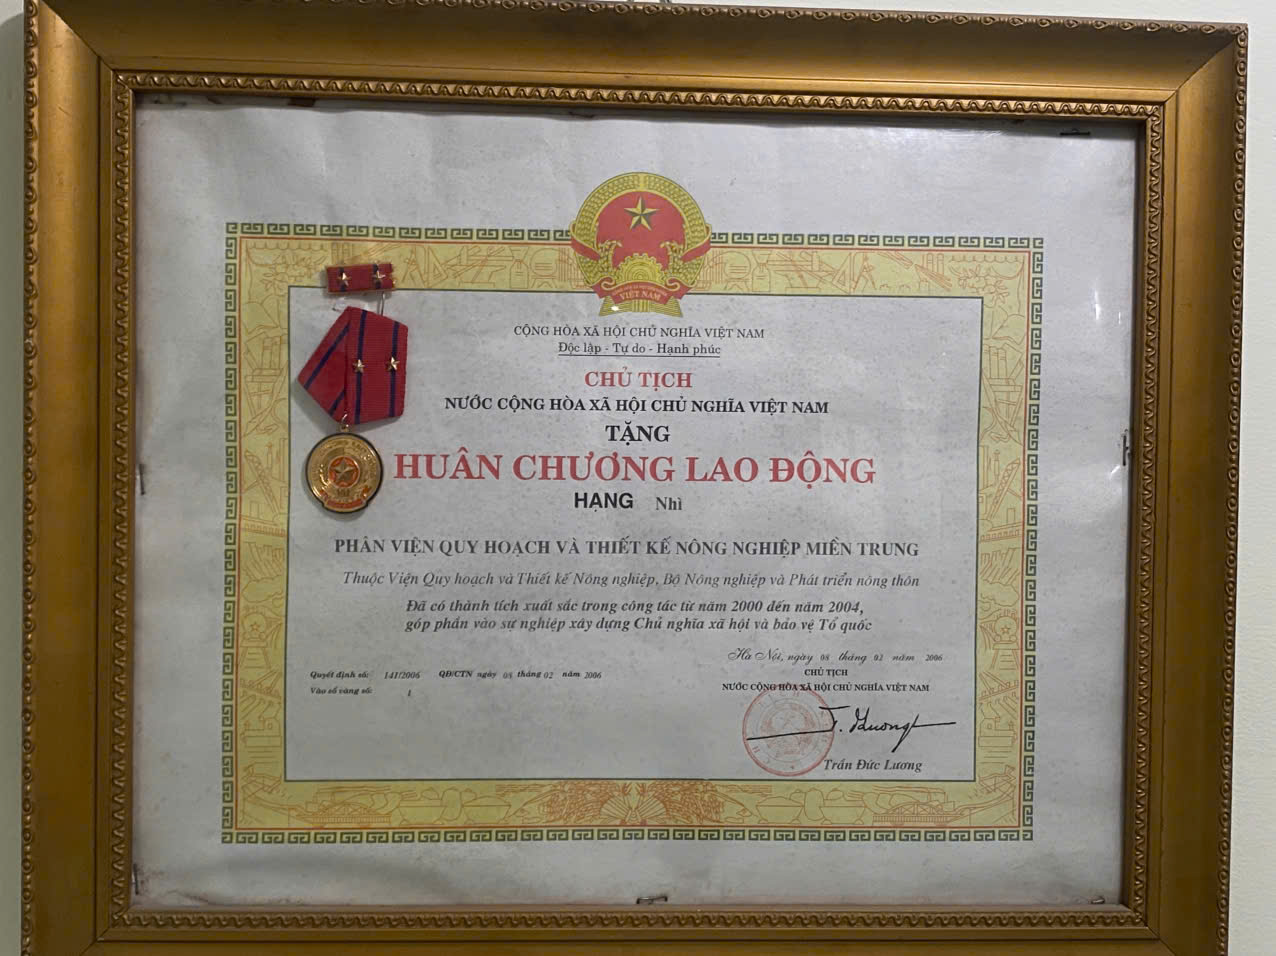 VIỆT NAM
CỘNG HÒA XÃ HỘI CHỦ NGHĨA VIỆT NAM
Độc lập - Tự do - Hạnh phúc
CHỦ TỊCH
NƯỚC CỘNG HÒA XÃ HỘI CHỦ NGHĨA VIỆT NAM
TẶNG
HUÂN CHƯƠNG LAO ĐỘNG
HẠNG Nhì
PHÂN VIỆN QUY HOẠCH VÀ THIẾT KẾ NÔNG NGHIỆP MIỀN TRUNG
Thuộc Viện Quy hoạch và Thiết kế Nông nghiệp, Bộ Nông nghiệp và Phát triển nông thôn
Đã có thành tích xuất sắc trong công tác từ năm 2000 đến năm 2004,
góp phần vào sự nghiệp xây dựng Chủ nghĩa xã hội và bảo vệ Tổ quốc
Hà Nội, ngày 08 tháng 02 năm 2006
CHỦ TỊCH
NƯỚC CỘNG HÒA XÃ HỘI CHỦ NGHĨA VIỆT NAM
Quyết định số: 141/2006 QĐ/CTN ngày 08 tháng 02 năm 2006
Vào sổ vàng số: 1
Trần Đức Lương